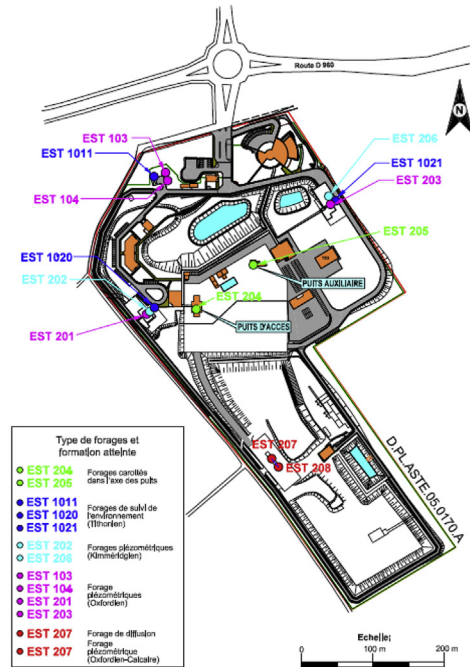 Route D 960
N
EST 103
EST 1011
EST 104
EST 206
EST 1021
EST 203
EST 205
EST 1020
EST 202
PUITS AUXILIAIRE
EST 204
EST 201
PUITS D'ACCES
EST 207
EST 208
D.PL.ASTE.05.0170.A
Type de forages et
formation atteinte
EST 204
EST 205
Forages carottés
dans l'axe des puits
EST 1011
EST 1020
EST 1021
Forages de suivi de
l'environnement
(Tithonien)
EST 202
EST 206
Forages piézométriques
(Kimméridgien)
EST 103
EST 104
EST 201
EST 203
Forage
piézométriques
(Oxfordien)
EST 207
Forage de diffusion
EST 207
Forage
piézométrique
(Oxfordien-Calcaire)
Echelle:
0 100 m 200 m